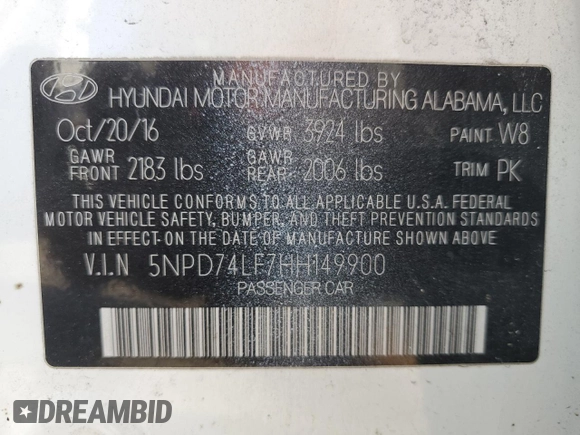 MANUFACTURED BY
HYUNDAI MOTOR MANUFACTURING ALABAMA, LLC
Oct/20/16 GVWR 3924 lbs PAINT W8
GAWR FRONT 2183 lbs GAWR REAR 2006 lbs TRIM PK
THIS VEHICLE CONFORMS TO ALL APPLICABLE U.S.A. FEDERAL
MOTOR VEHICLE SAFETY, BUMPER, AND THEFT PREVENTION STANDARDS
IN EFFECT ON THE DATE OF MANUFACTURE SHOWN ABOVE.
V.I.N 5NPD74LF7HH149900
PASSENGER CAR
DREAMBID